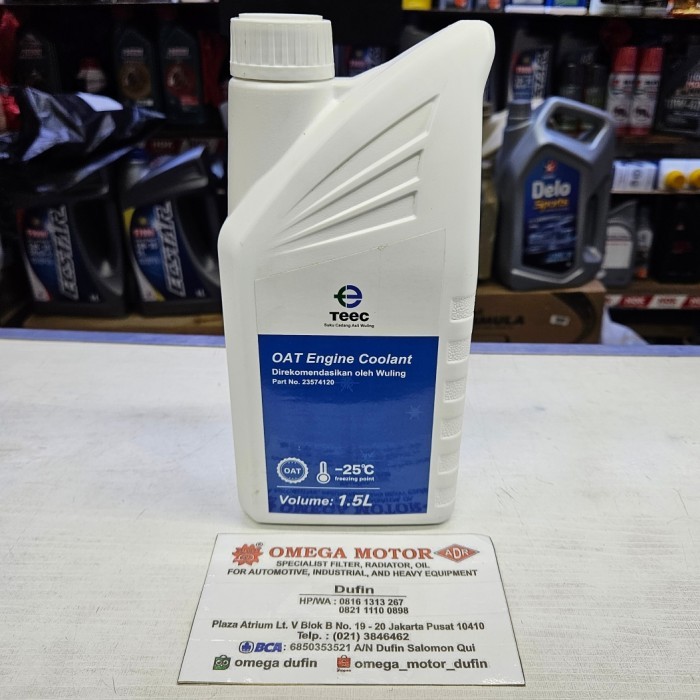 TEEC
Suku Cadang Asli Wuling
OAT Engine Coolant
Direkomendasikan oleh Wuling
Part No. 23574120
OAT
-25℃
freezing point
Volume: 1.5L
Delo
Sports
ECSTAR
ECSTAR
OMEGA MOTOR
ADR
SPECIALIST FILTER, RADIATOR, OIL
FOR AUTOMOTIVE, INDUSTRIAL, AND HEAVY EQUIPMENT
Dufin
HP/WA : 0816 1313 267
0821 1110 0898
Plaza Atrium Lt. V Blok B No. 19 - 20 Jakarta Pusat 10410
Telp. : (021) 3846462
BCA: 6850353521 A/N Dufin Salomon Qui
omega dufin
omega_motor_dufin